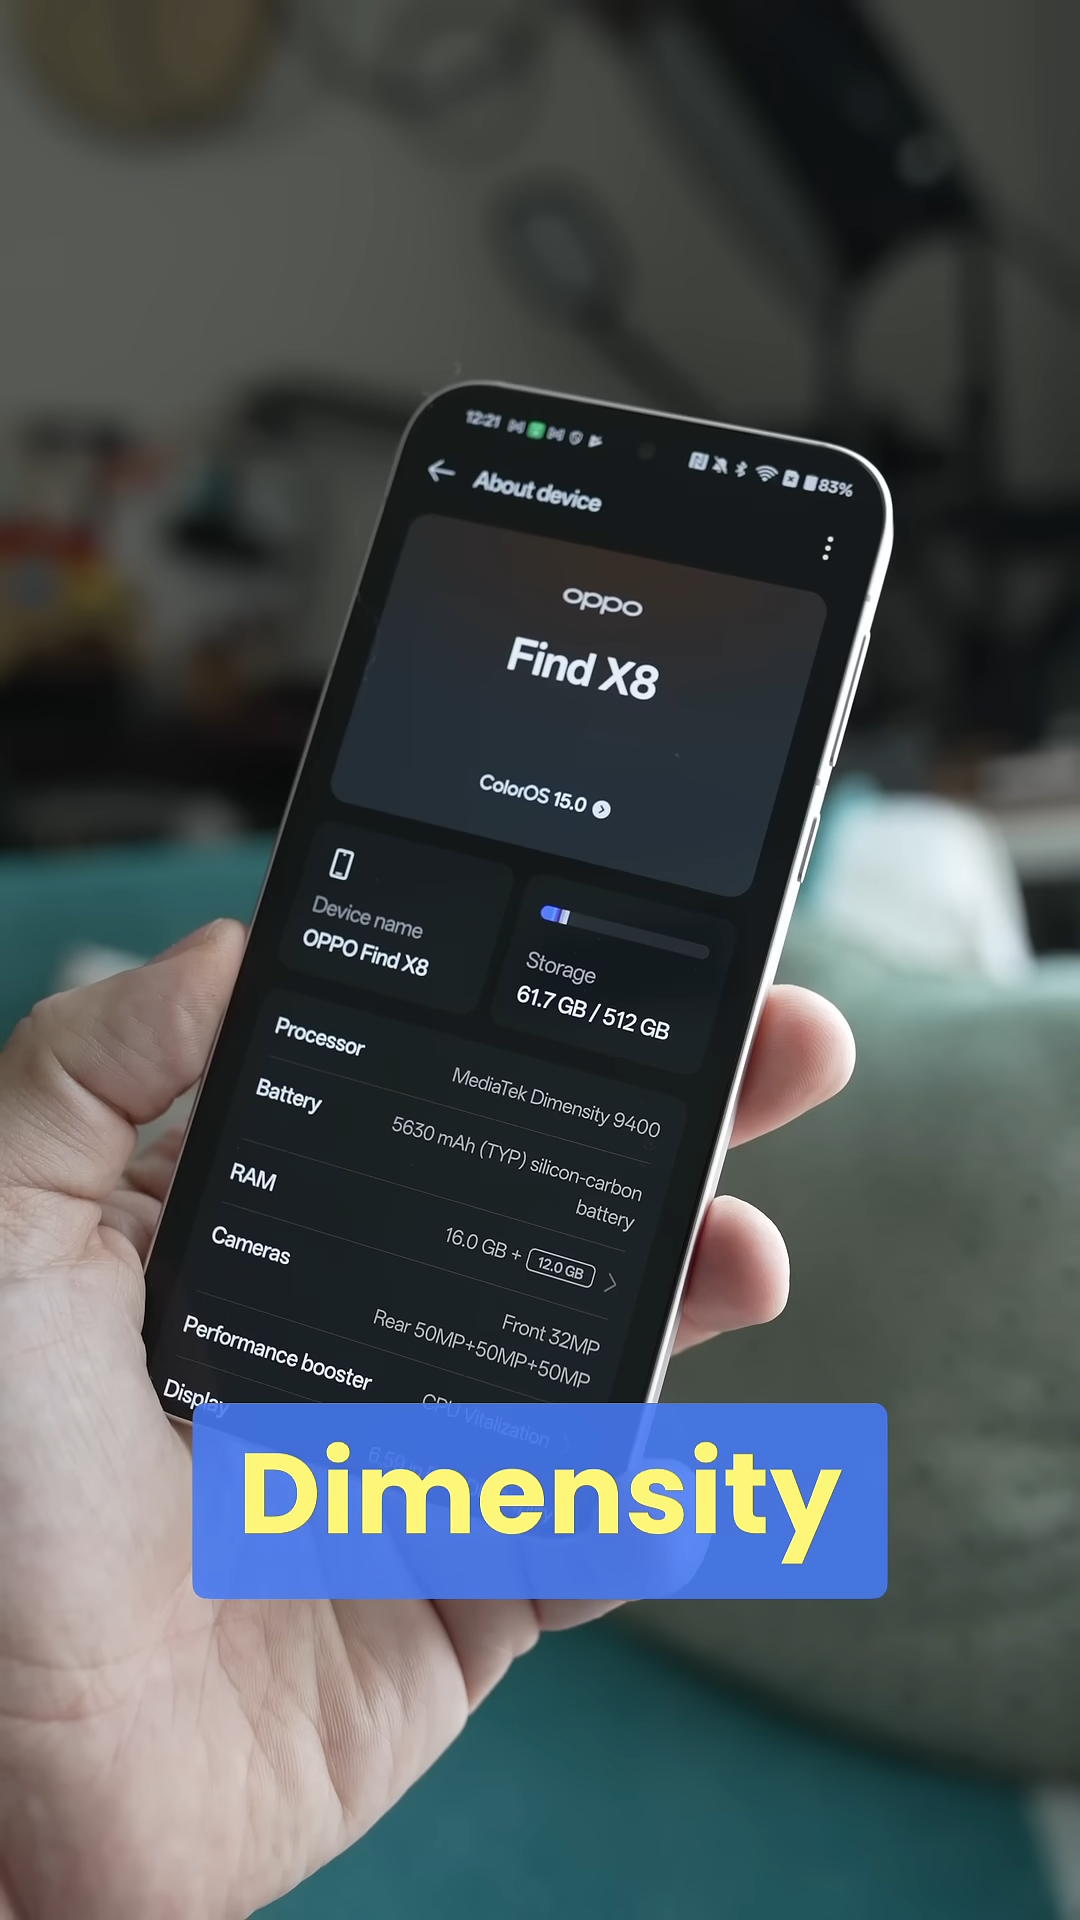 12:21
83%
About device
oppo
Find X8
ColorOS 15.0
Device name
OPPO Find X8
Storage
61.7 GB / 512 GB
Processor
MediaTek Dimensity 9400
Battery
5630 mAh (TYP) silicon-carbon
battery
RAM
16.0 GB + 12.0 GB
Cameras
Front 32MP
Rear 50MP+50MP+50MP
Performance booster
CPU Vitalization
Display
Dimensity